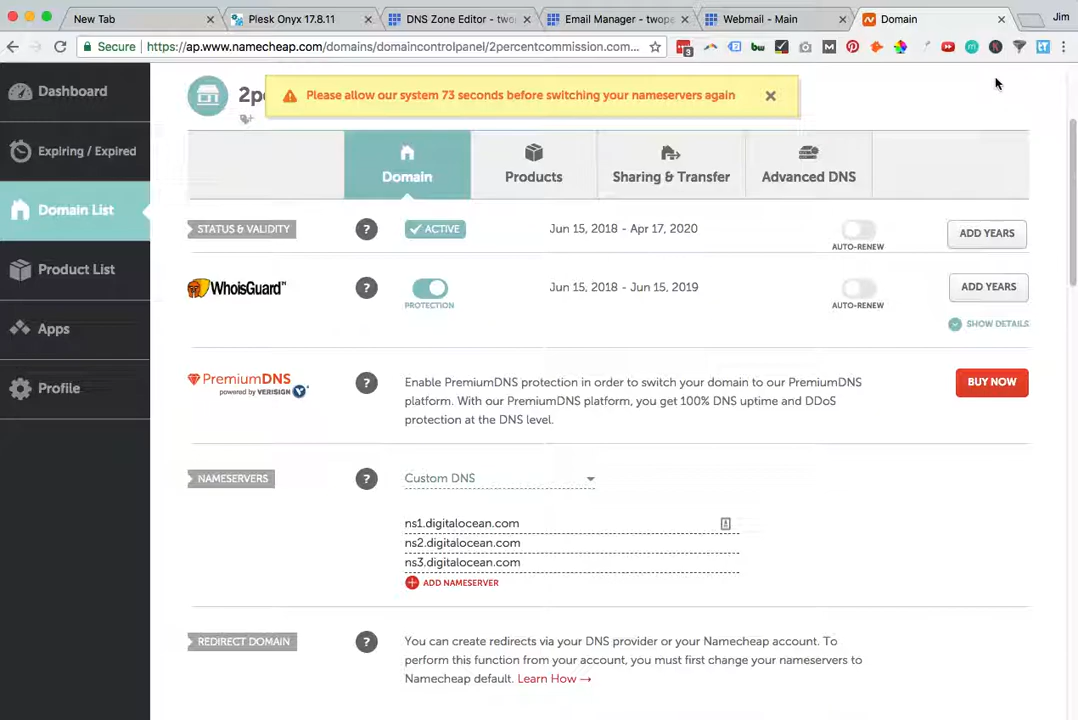 New Tab
Plesk Onyx 17.8.11
DNS Zone Editor - two
Email Manager - twope
Webmail - Main
Domain
Jim
Secure
https://ap.www.namecheap.com/domains/domaincontrolpanel/2percentcommission.com...
Dashboard
Expiring / Expired
Domain List
Product List
Apps
Profile
Please allow our system 73 seconds before switching your nameservers again
Domain
Products
Sharing & Transfer
Advanced DNS
STATUS & VALIDITY
?
ACTIVE
Jun 15, 2018 - Apr 17, 2020
AUTO-RENEW
ADD YEARS
WhoisGuard™
?
PROTECTION
Jun 15, 2018 - Jun 15, 2019
AUTO-RENEW
ADD YEARS
SHOW DETAILS
PremiumDNS
powered by VERISIGN
?
Enable PremiumDNS protection in order to switch your domain to our PremiumDNS
platform. With our PremiumDNS platform, you get 100% DNS uptime and DDoS
protection at the DNS level.
BUY NOW
NAMESERVERS
?
Custom DNS
ns1.digitalocean.com
ns2.digitalocean.com
ns3.digitalocean.com
ADD NAMESERVER
REDIRECT DOMAIN
?
You can create redirects via your DNS provider or your Namecheap account. To
perform this function from your account, you must first change your nameservers to
Namecheap default. Learn How →